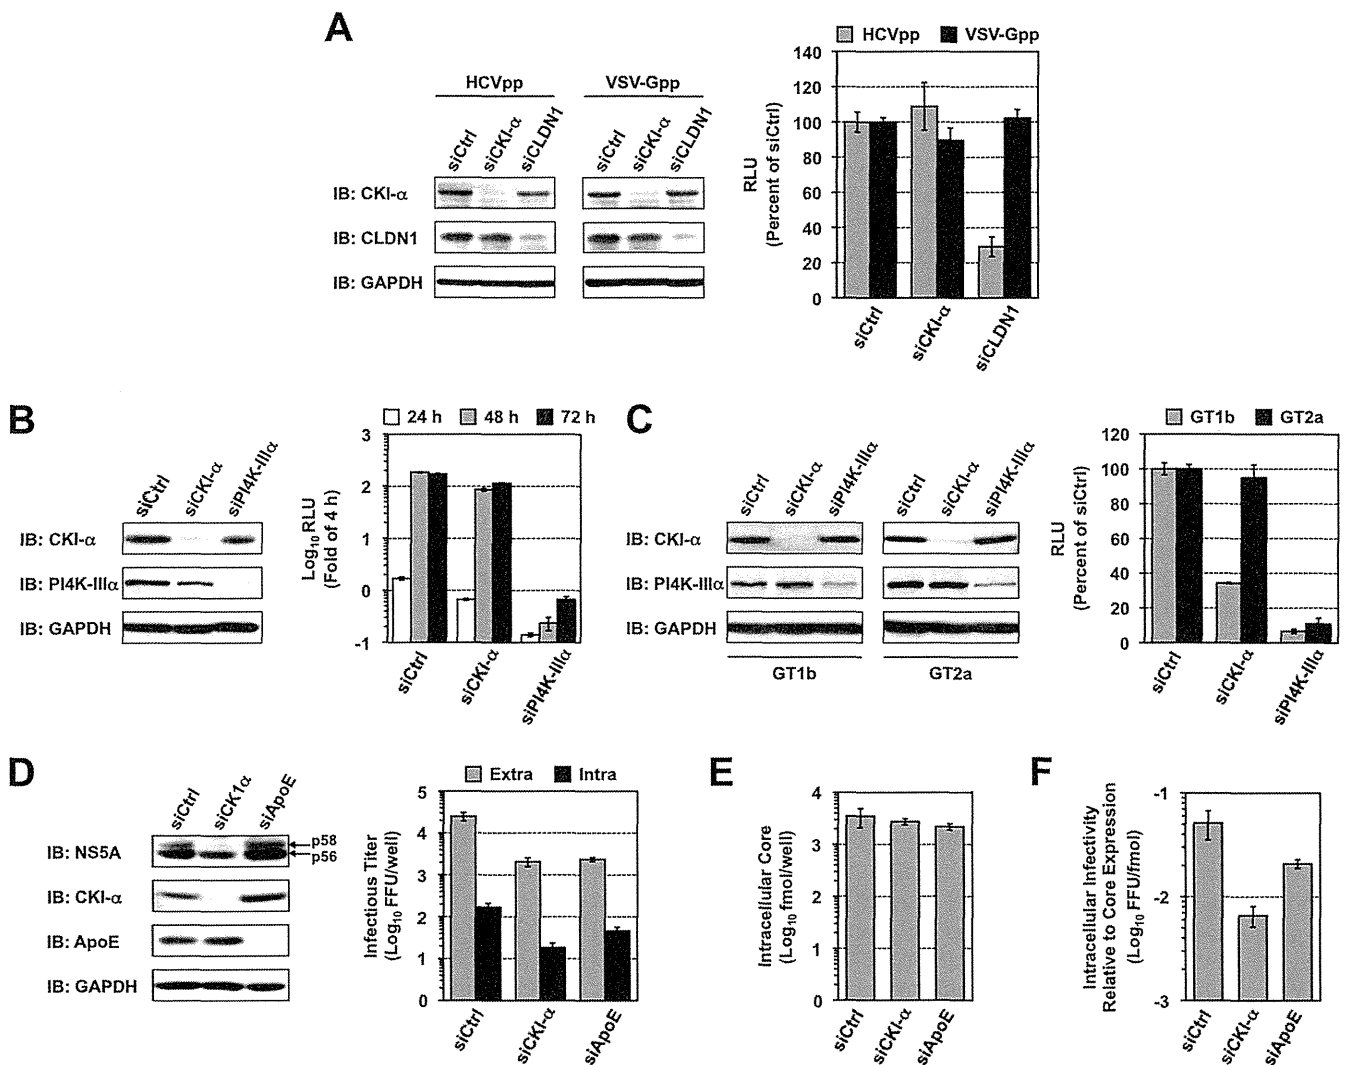 A
HCVpp VSV-Gpp
siCtrl siCKI-α siCLDN1 siCtrl siCKI-α siCLDN1
IB: CKI-α
IB: CLDN1
IB: GAPDH
HCVpp VSV-Gpp
RLU
(Percent of siCtrl)
140
120
100
80
60
40
20
0
siCtrl siCKI-α siCLDN1
B
siCtrl siCKI-α siPI4K-IIIα
IB: CKI-α
IB: PI4K-IIIα
IB: GAPDH
24 h 48 h 72 h
Log10 RLU
(Fold of 4 h)
3
2
1
0
-1
siCtrl siCKI-α siPI4K-IIIα
C
siCtrl siCKI-α siPI4K-IIIα siCtrl siCKI-α siPI4K-IIIα
IB: CKI-α
IB: PI4K-IIIα
IB: GAPDH
GT1b GT2a
GT1b GT2a
RLU
(Percent of siCtrl)
120
100
80
60
40
20
0
siCtrl siCKI-α siPI4K-IIIα
D
siCtrl siCK1α siApoE
IB: NS5A
p58
p56
IB: CKI-α
IB: ApoE
IB: GAPDH
Extra Intra
Infectious Titer
(Log10 FFU/well)
5
4
3
2
1
0
siCtrl siCKI-α siApoE
E
Intracellular Core
(Log10 fmol/well)
4
3
2
1
0
siCtrl siCKI-α siApoE
F
Intracellular Infectivity
Relative to Core Expression
(Log10 FFU/fmol)
-1
-2
-3
siCtrl siCKI-α siApoE